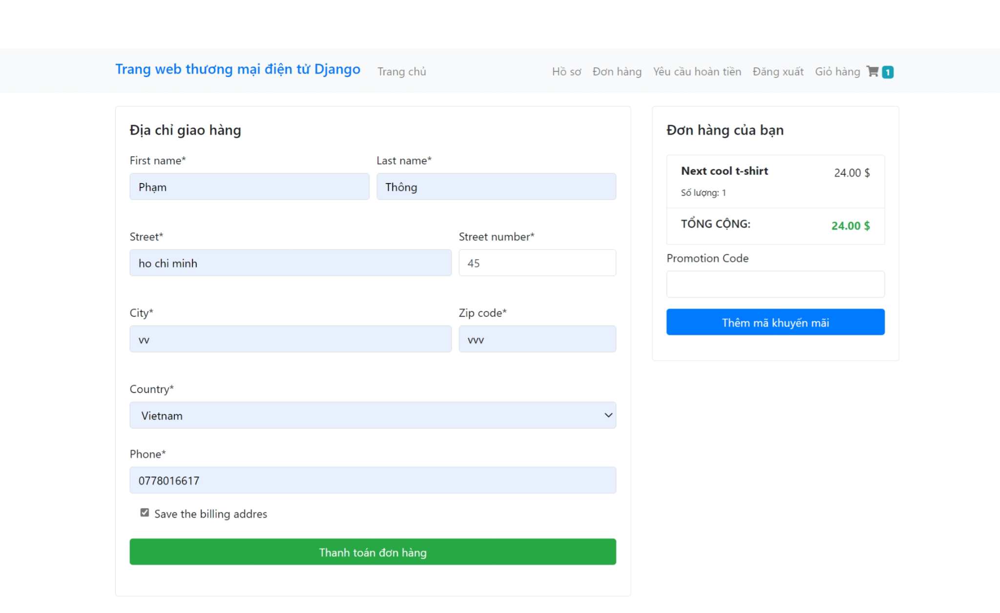 Trang web thương mại điện tử Django
Trang chủ
Hồ sơ
Đơn hàng
Yêu cầu hoàn tiền
Đăng xuất
Giỏ hàng
1
Địa chỉ giao hàng
First name*
Last name*
Phạm
Thông
Street*
Street number*
ho chi minh
45
City*
Zip code*
vv
vvv
Country*
Vietnam
Phone*
0778016617
Save the billing addres
Thanh toán đơn hàng
Đơn hàng của bạn
Next cool t-shirt
24.00 $
Số lượng: 1
TỔNG CỘNG:
24.00 $
Promotion Code
Thêm mã khuyến mãi